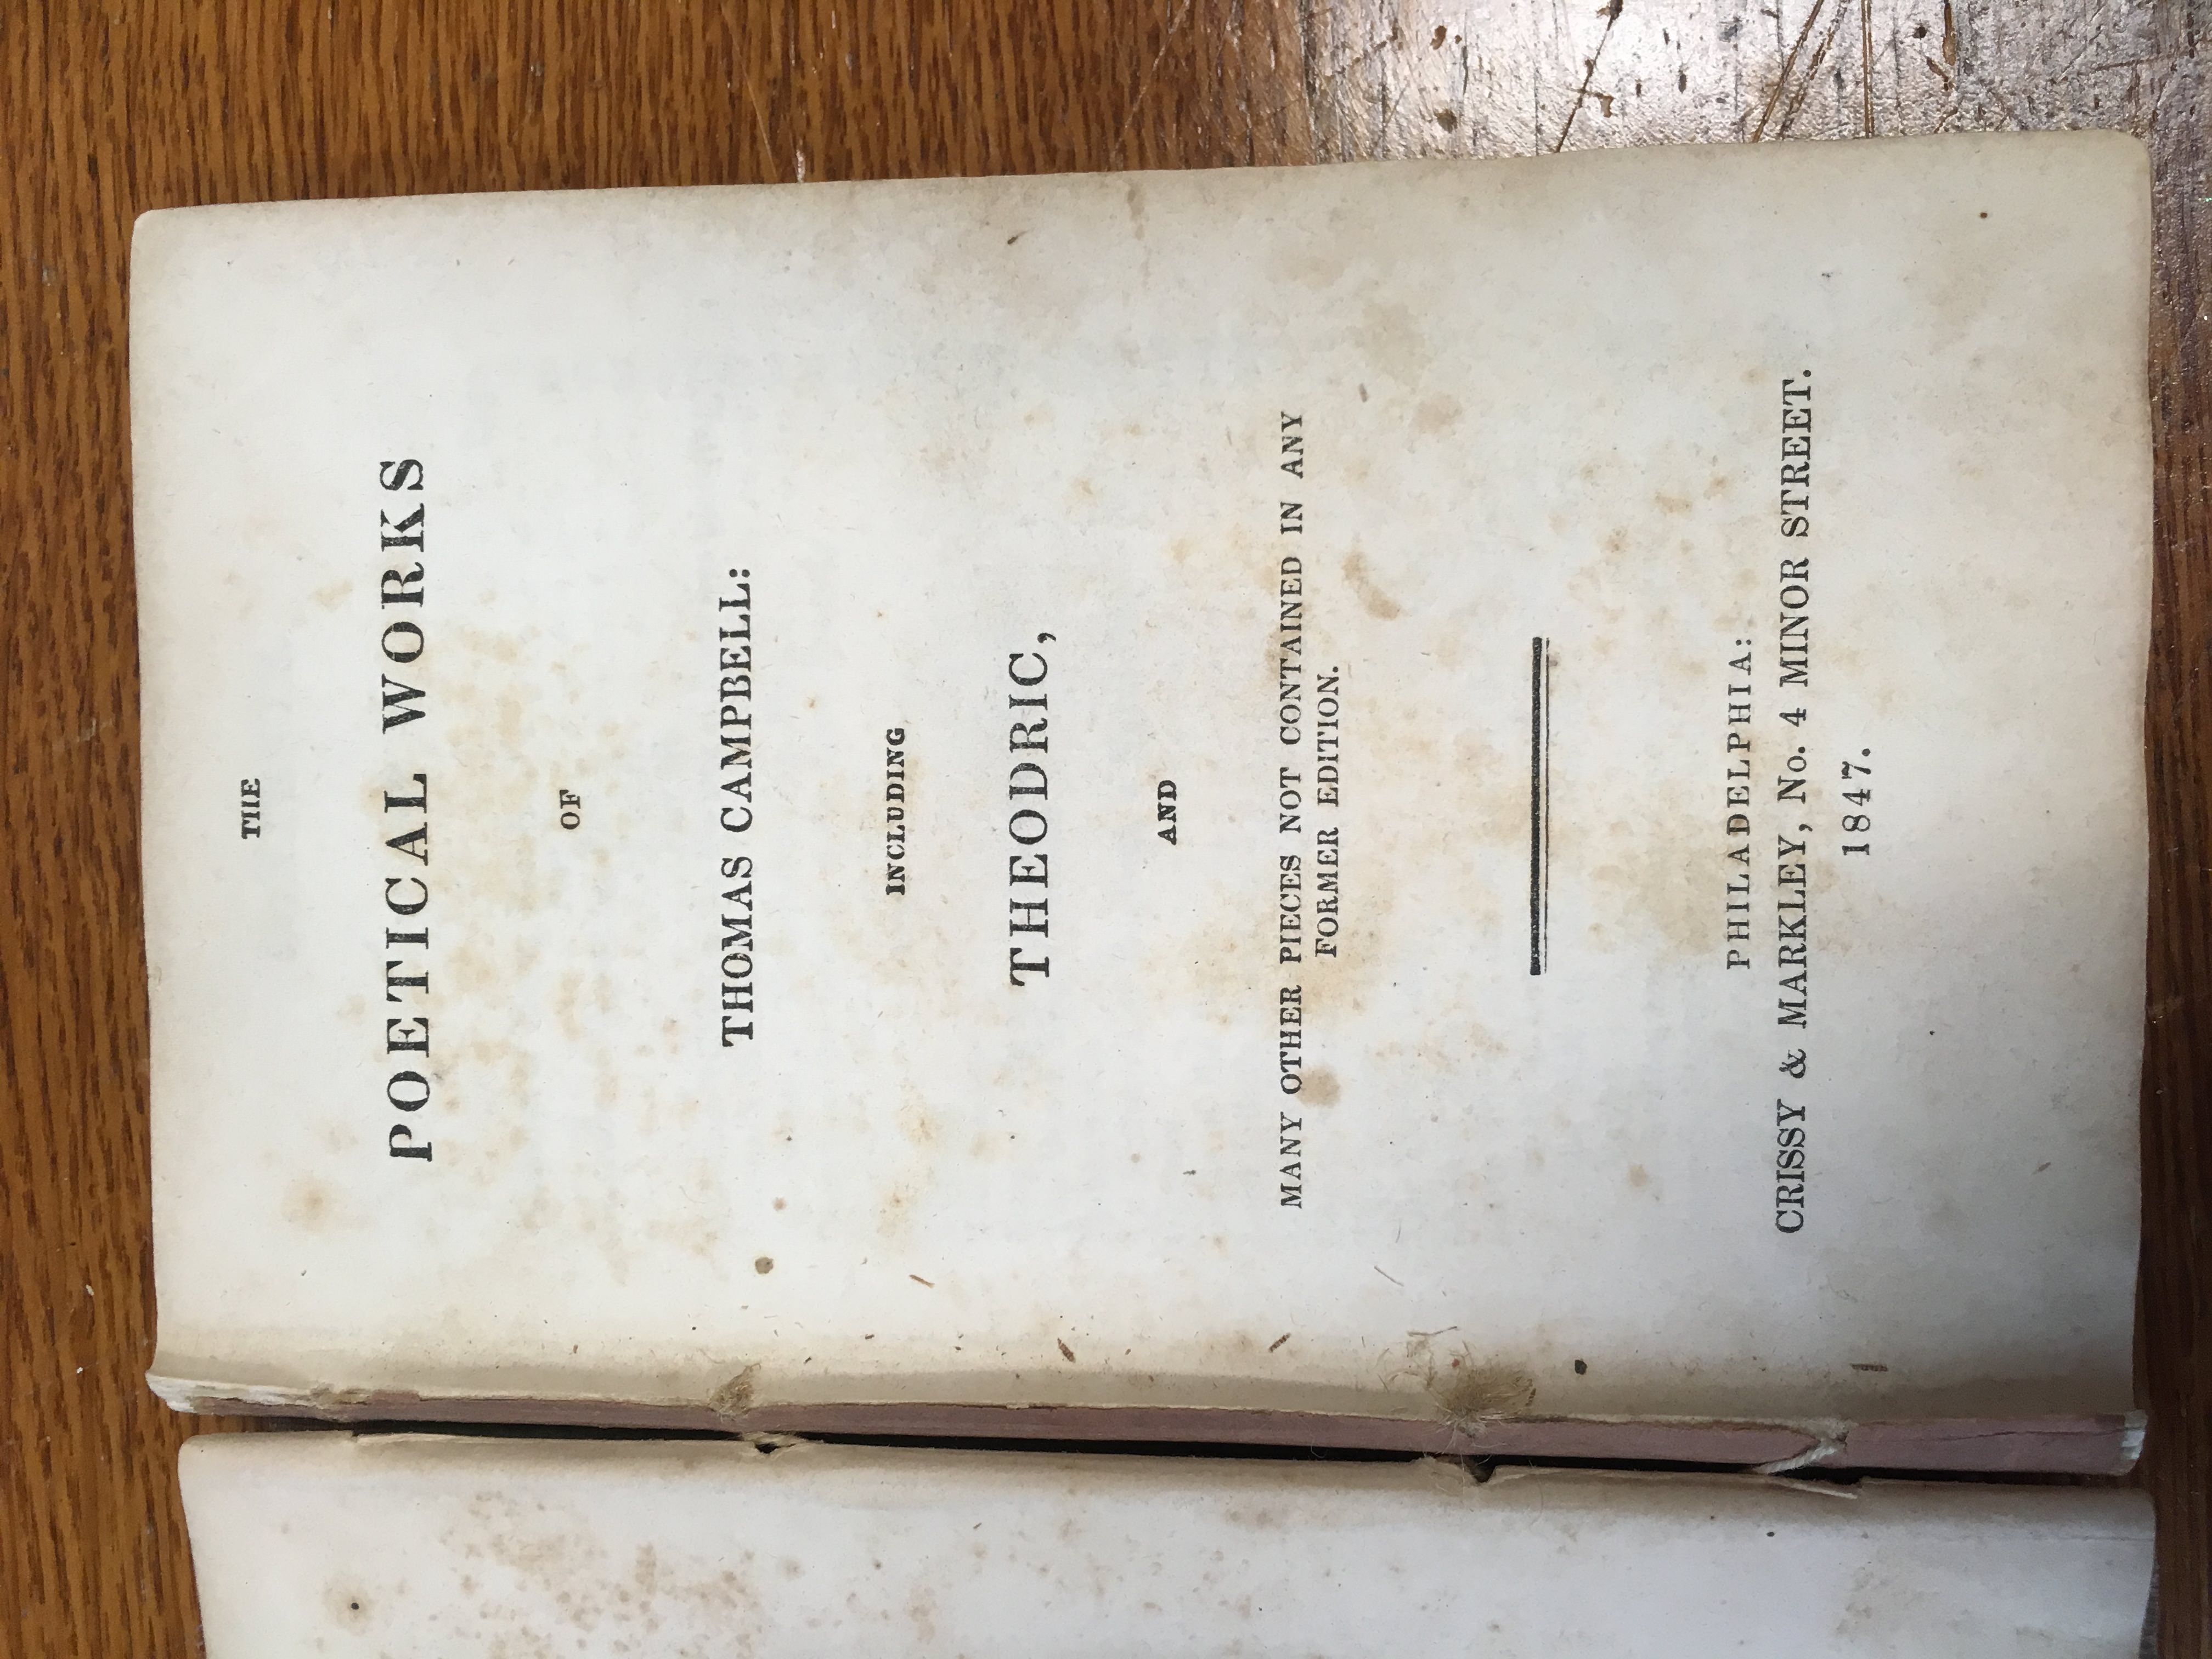 THE
POETICAL WORKS
OF
THOMAS CAMPBELL:
INCLUDING
THEODRIC,
AND
MANY OTHER PIECES NOT CONTAINED IN ANY
FORMER EDITION.
PHILADELPHIA:
CRISSY & MARKLEY, No. 4 MINOR STREET.
1847.